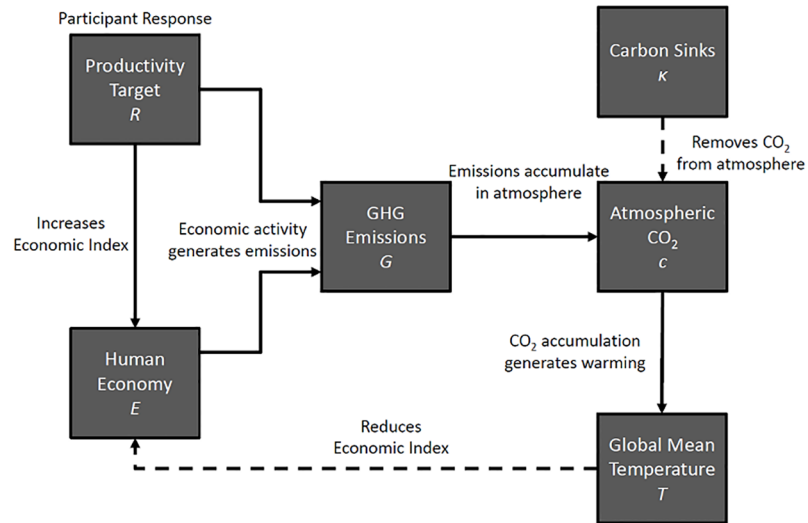 Participant Response
Productivity
Target
R
Carbon Sinks
κ
Removes CO₂
from atmosphere
Emissions accumulate
in atmosphere
Increases
Economic Index
Economic activity
generates emissions
GHG
Emissions
G
Atmospheric
CO₂
c
Human
Economy
E
CO₂ accumulation
generates warming
Reduces
Economic Index
Global Mean
Temperature
T